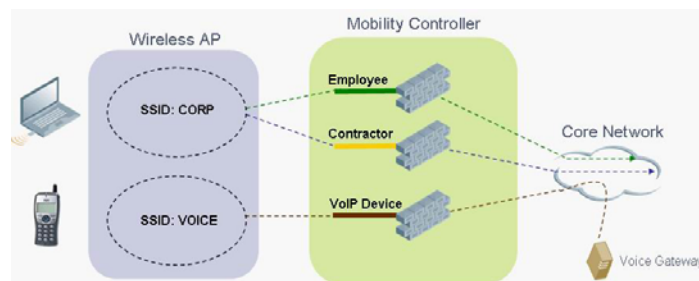 Mobility Controller
Wireless AP
Employee
SSID: CORP
Contractor
Core Network
VoIP Device
SSID: VOICE
Voice Gateway